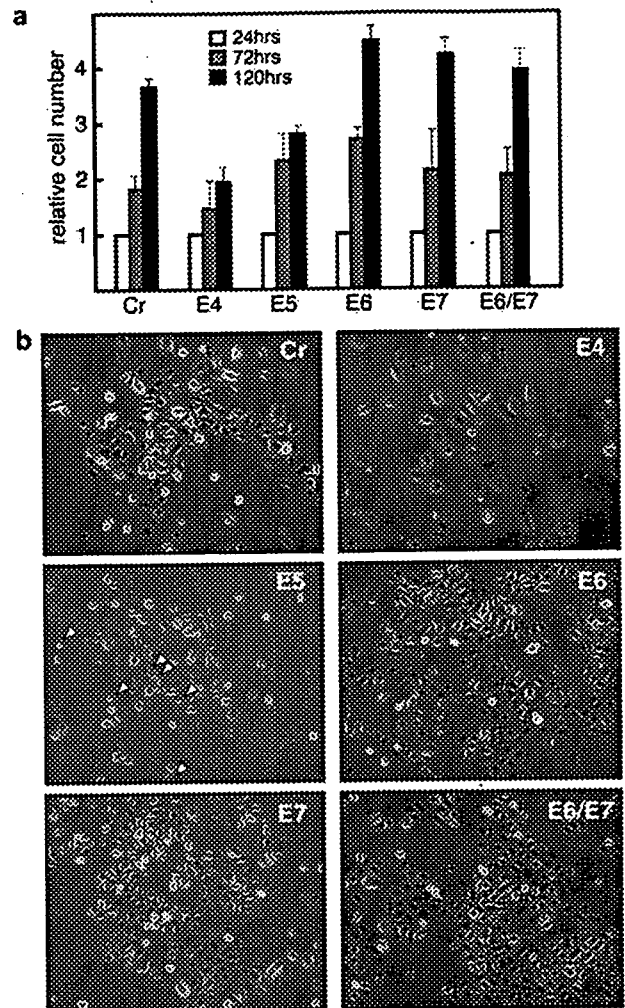 a
relative cell number
4
3
2
1
24hrs
72hrs
120hrs
Cr E4 E5 E6 E7 E6/E7
b
Cr
E4
E5
E6
E7
E6/E7